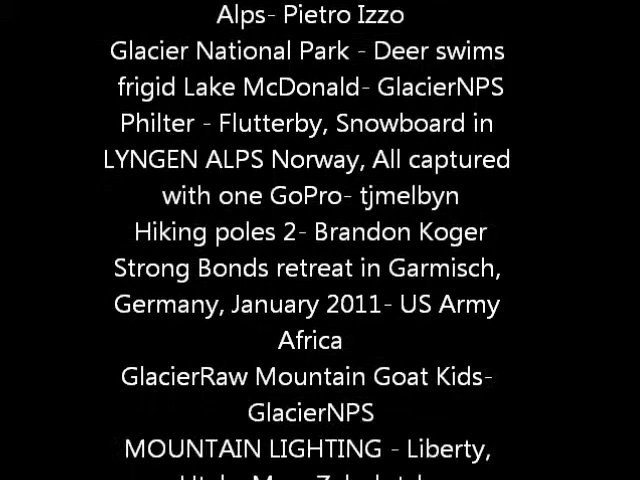 Alps- Pietro Izzo
Glacier National Park - Deer swims
frigid Lake McDonald- GlacierNPS
Philter - Flutterby, Snowboard in
LYNGEN ALPS Norway, All captured
with one GoPro- tjmelbyn
Hiking poles 2- Brandon Koger
Strong Bonds retreat in Garmisch,
Germany, January 2011- US Army
Africa
GlacierRaw Mountain Goat Kids-
GlacierNPS
MOUNTAIN LIGHTING - Liberty,